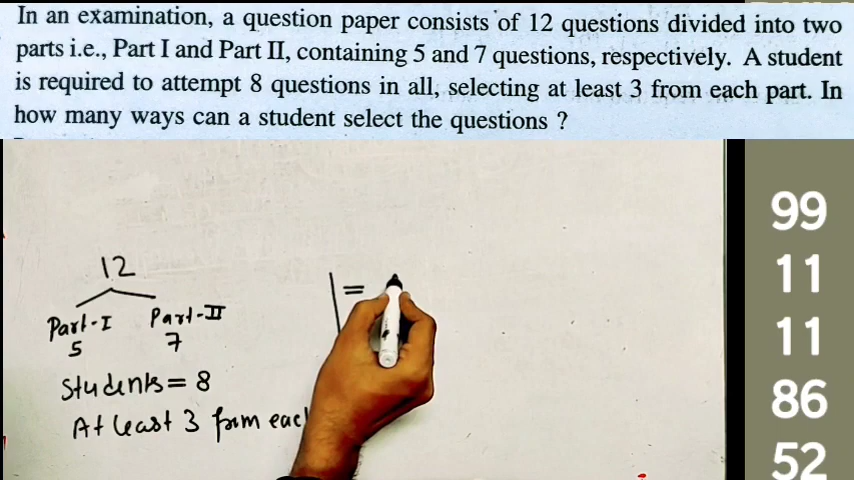 In an examination, a question paper consists of 12 questions divided into two
parts i.e., Part I and Part II, containing 5 and 7 questions, respectively. A student
is required to attempt 8 questions in all, selecting at least 3 from each part. In
how many ways can a student select the questions ?
12
Part-I Part-II
5 7
Students = 8
At least 3 from each
=
99
11
11
86
52